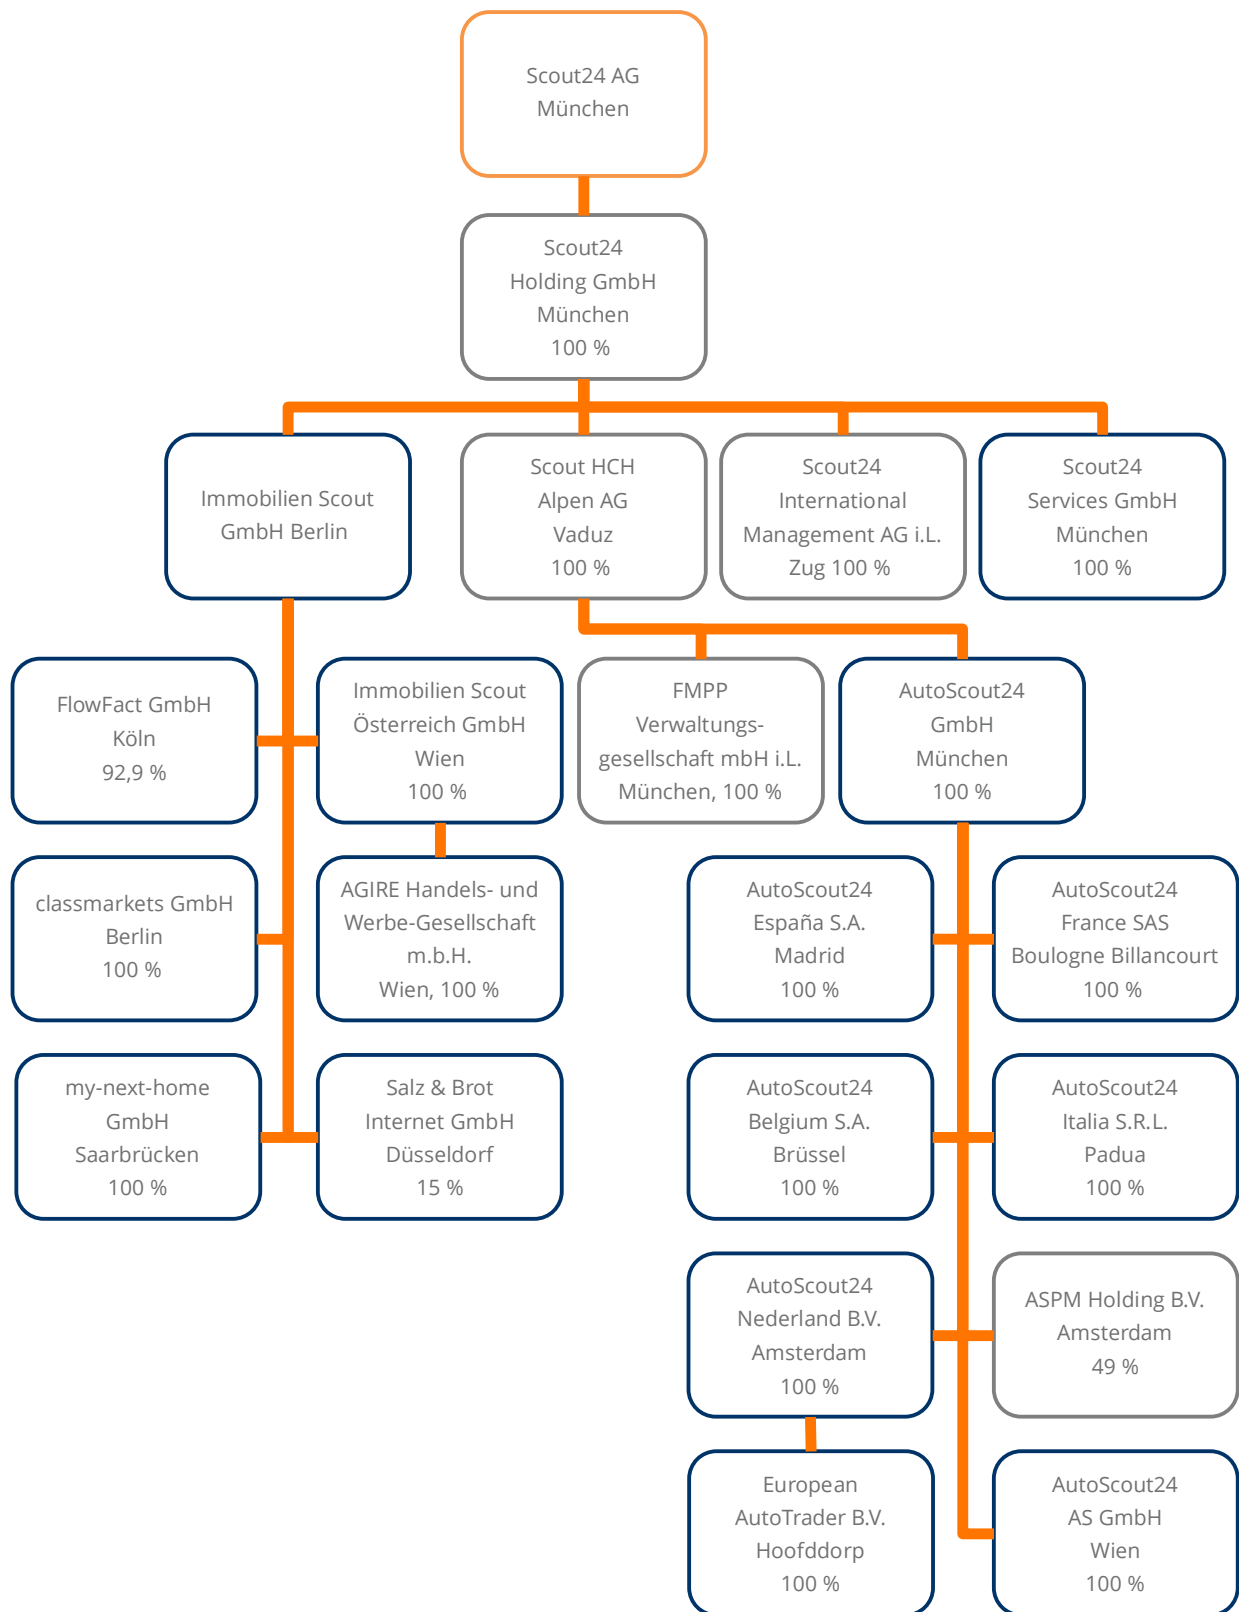 Scout24 AG
München
Scout24
Holding GmbH
München
100 %
Immobilien Scout
GmbH Berlin
Scout HCH
Alpen AG
Vaduz
100 %
Scout24
International
Management AG i.L.
Zug 100 %
Scout24
Services GmbH
München
100 %
FlowFact GmbH
Köln
92,9 %
Immobilien Scout
Österreich GmbH
Wien
100 %
FMPP
Verwaltungs-
gesellschaft mbH i.L.
München, 100 %
AutoScout24
GmbH
München
100 %
classmarkets GmbH
Berlin
100 %
AGIRE Handels- und
Werbe-Gesellschaft
m.b.H.
Wien, 100 %
AutoScout24
España S.A.
Madrid
100 %
AutoScout24
France SAS
Boulogne Billancourt
100 %
my-next-home
GmbH
Saarbrücken
100 %
Salz & Brot
Internet GmbH
Düsseldorf
15 %
AutoScout24
Belgium S.A.
Brüssel
100 %
AutoScout24
Italia S.R.L.
Padua
100 %
AutoScout24
Nederland B.V.
Amsterdam
100 %
ASPM Holding B.V.
Amsterdam
49 %
European
AutoTrader B.V.
Hoofddorp
100 %
AutoScout24
AS GmbH
Wien
100 %